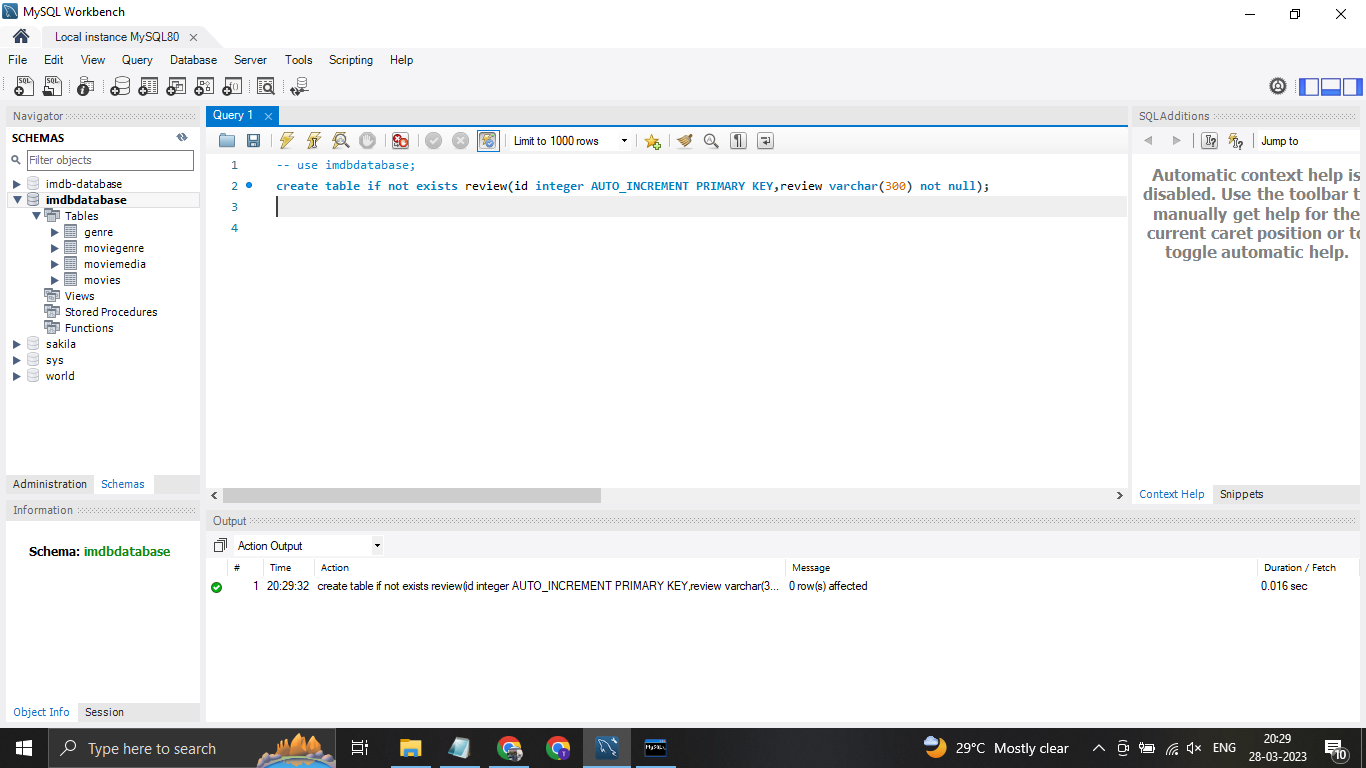 MySQL Workbench
Local instance MySQL80
File Edit View Query Database Server Tools Scripting Help
Navigator
SCHEMAS
Filter objects
imdb-database
imdbdatabase
Tables
genre
moviegenre
moviemedia
movies
Views
Stored Procedures
Functions
sakila
sys
world
Administration Schemas
Information
Schema: imdbdatabase
Object Info Session
Query 1
Limit to 1000 rows
1 -- use imdbdatabase;
2 create table if not exists review(id integer AUTO_INCREMENT PRIMARY KEY,review varchar(300) not null);
3
4
SQLAdditions
Jump to
Automatic context help is
disabled. Use the toolbar t
manually get help for the
current caret position or to
toggle automatic help.
Context Help Snippets
Output
Action Output
# Time Action Message Duration / Fetch
1 20:29:32 create table if not exists review(id integer AUTO_INCREMENT PRIMARY KEY,review varchar(3... 0 row(s) affected 0.016 sec
Type here to search
29°C Mostly clear
ENG
20:29
28-03-2023
10